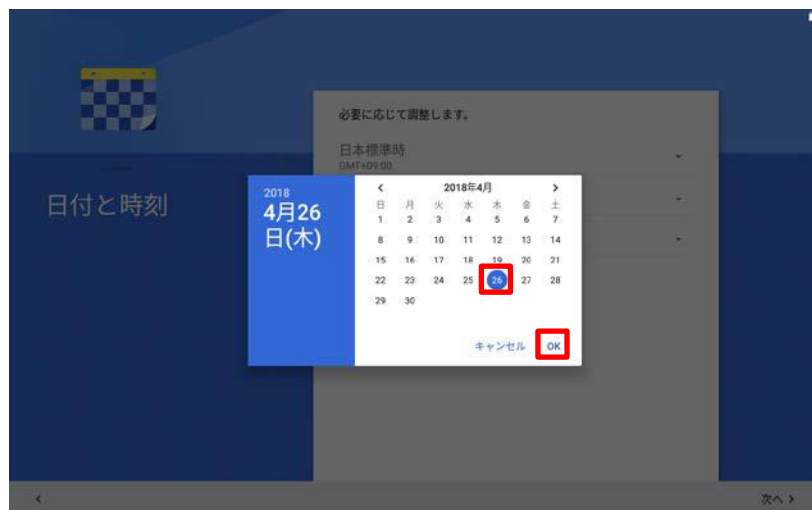 必要に応じて調整します。
日本標準時
GMT+09:00
日付と時刻
2018
4月26
日(木)
2018年4月
日 月 火 水 木 金 土
1 2 3 4 5 6 7
8 9 10 11 12 13 14
15 16 17 18 19 20 21
22 23 24 25 26 27 28
29 30
キャンセル OK
次へ